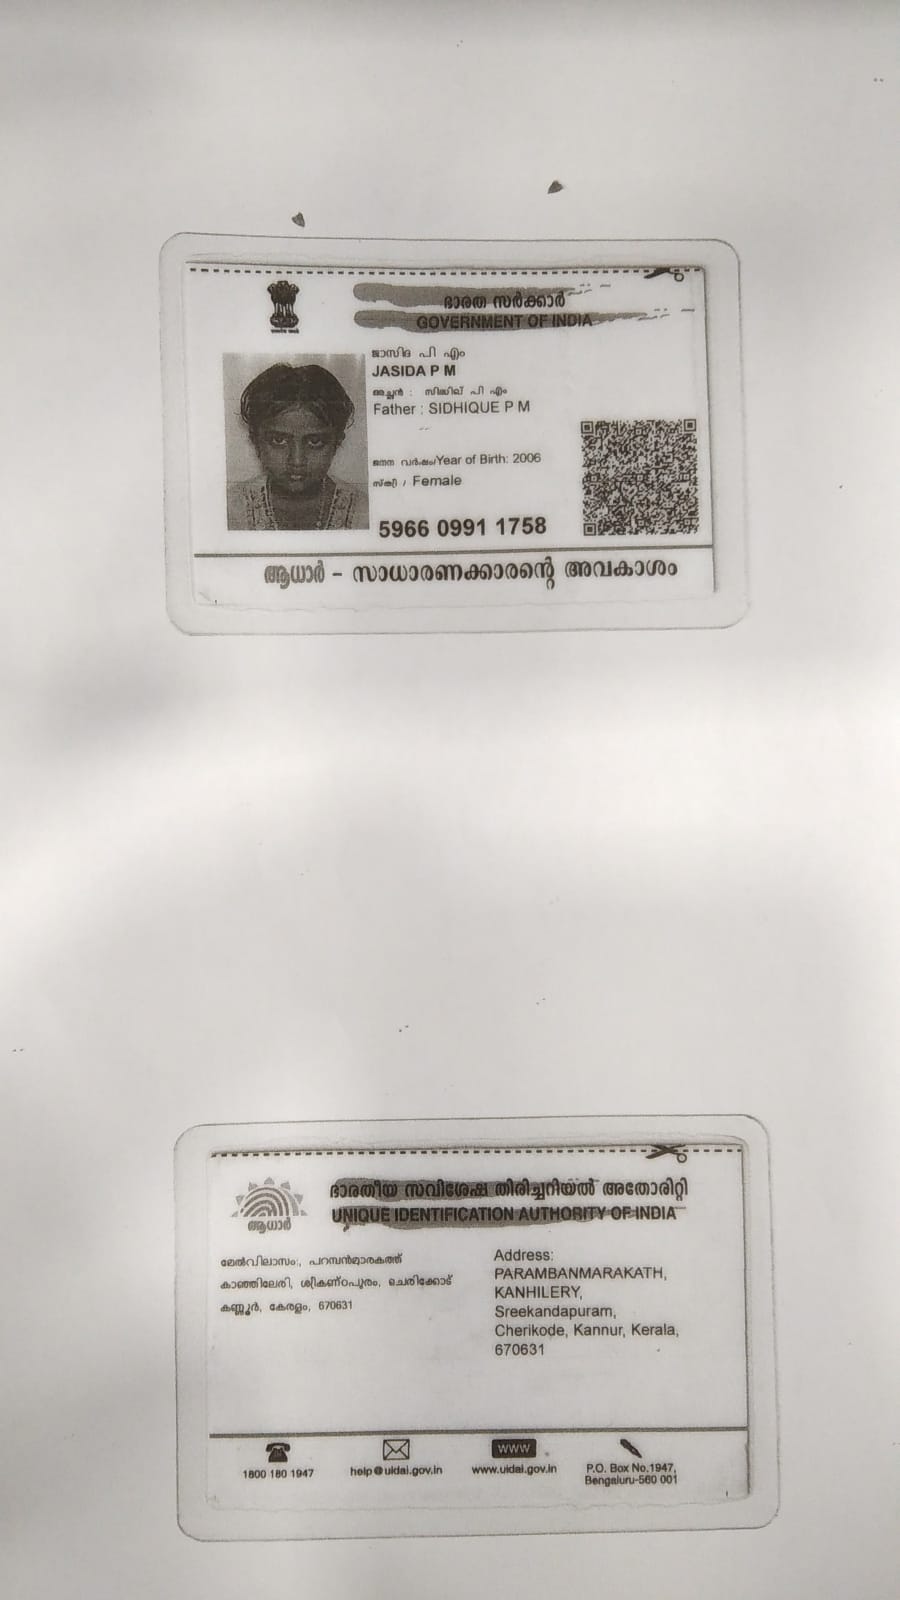 ഭാരത സർക്കാർ
GOVERNMENT OF INDIA
ജാസിദ പി എം
JASIDA P M
അച്ഛൻ : സിദ്ധിഖ് പി എം
Father : SIDHIQUE P M
ജനന വർഷം/Year of Birth: 2006
സ്ത്രീ / Female
5966 0991 1758
ആധാർ – സാധാരണക്കാരന്റെ അവകാശം
ഭാരതീയ സവിശേഷ തിരിച്ചറിയൽ അതോരിറ്റി
UNIQUE IDENTIFICATION AUTHORITY OF INDIA
ആധാർ
മേൽവിലാസം:, പറമ്പൻമാരകത്ത്
കാഞ്ഞിലേരി, ശ്രീകണ്ഠപുരം, ചെരിക്കോട്
കണ്ണൂർ, കേരളം, 670631
Address:
PARAMBANMARAKATH,
KANHILERY,
Sreekandapuram,
Cherikode, Kannur, Kerala,
670631
1800 180 1947
help@uidai.gov.in
www
www.uidai.gov.in
P.O. Box No.1947,
Bengaluru-560 001